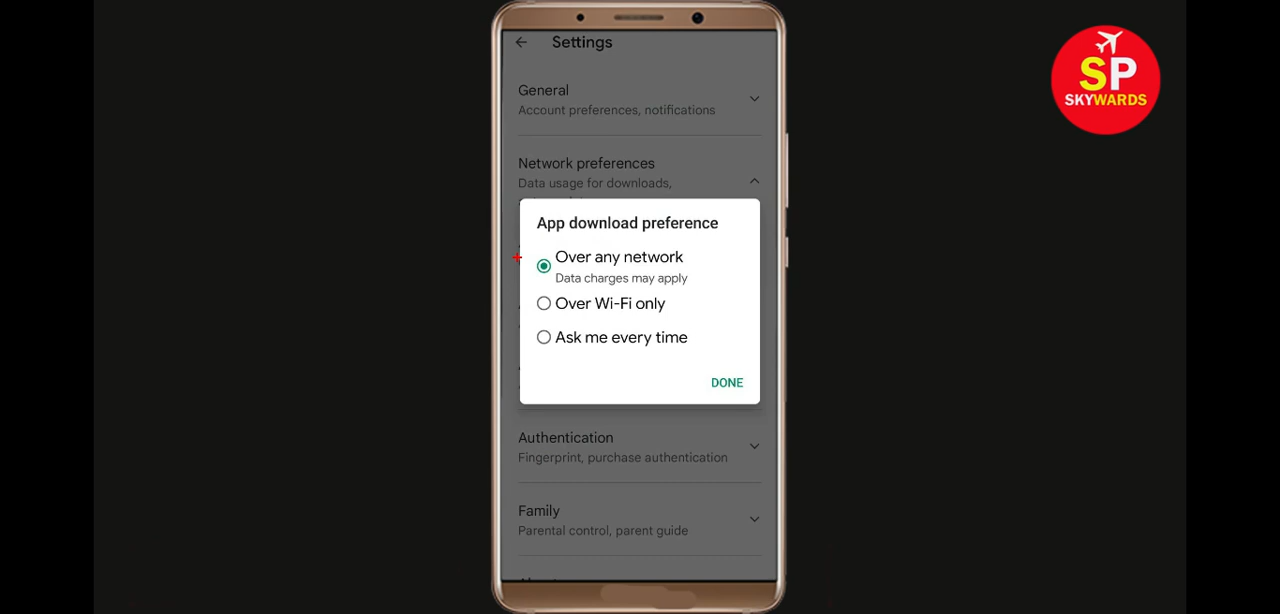 Settings
General
Account preferences, notifications
Network preferences
Data usage for downloads,
App download preference
Over any network
Data charges may apply
Over Wi-Fi only
Ask me every time
DONE
Authentication
Fingerprint, purchase authentication
Family
Parental control, parent guide
SP
SKYWARDS